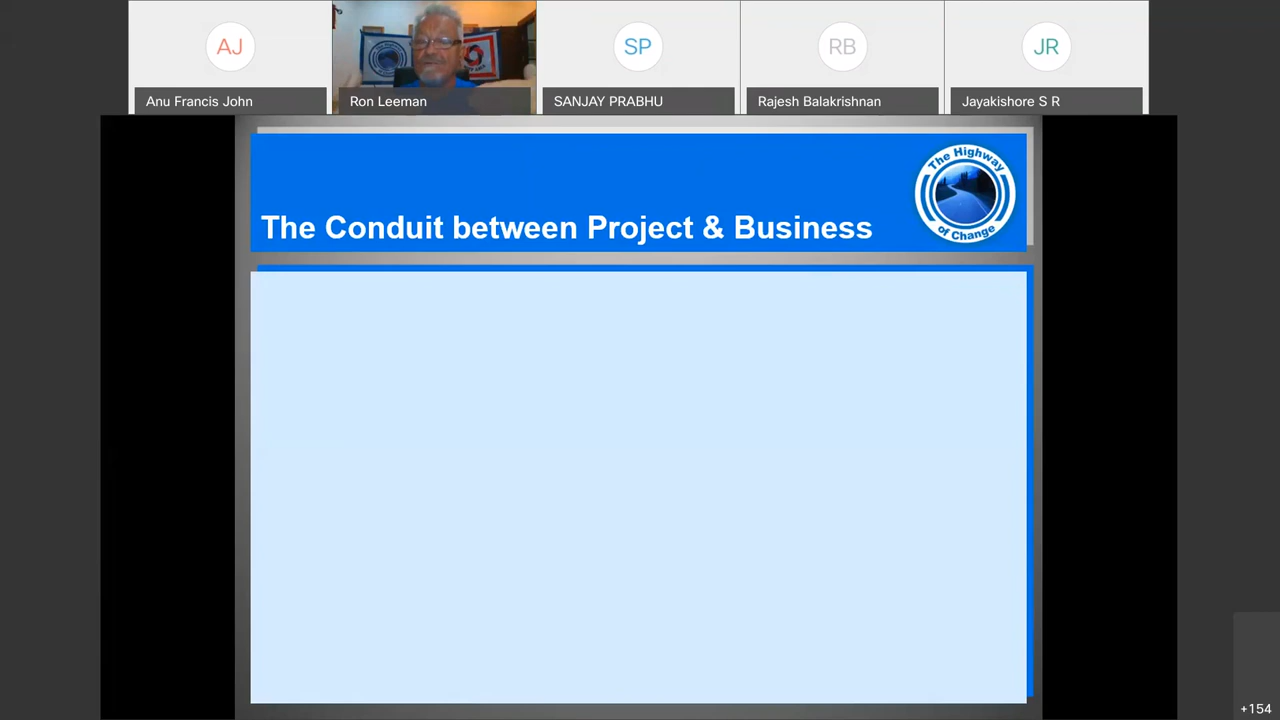 AJ
SP
RB
JR
Anu Francis John
Ron Leeman
SANJAY PRABHU
Rajesh Balakrishnan
Jayakishore S R
The Highway
of Change
The Conduit between Project & Business
+154